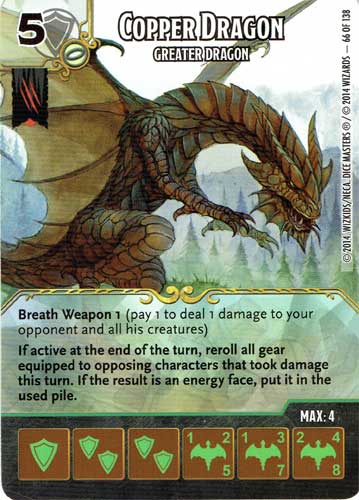 5
COPPER DRAGON
GREATER DRAGON
©2014 WIZKIDS/NECA. DICE MASTERS ®/© 2014 WIZARDS — 66 OF 138
Breath Weapon 1 (pay 1 to deal 1 damage to your
opponent and all his creatures)
If active at the end of the turn, reroll all gear
equipped to opposing characters that took damage
this turn. If the result is an energy face, put it in the
used pile.
MAX: 4
1 2 5
1 3 7
2 4 8